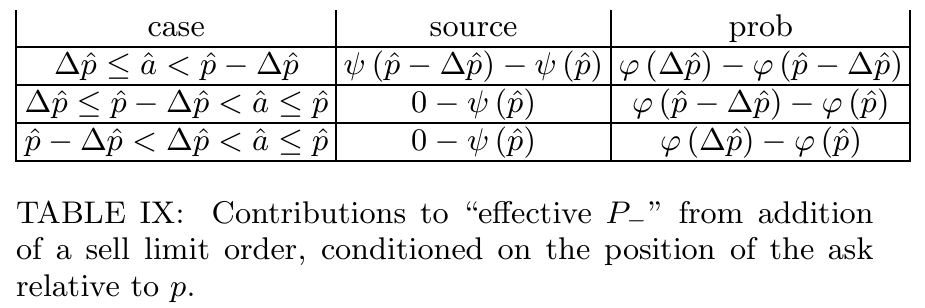 case source prob
Δp̂ ≤ â < p̂ − Δp̂ ψ (p̂ − Δp̂) − ψ (p̂) φ (Δp̂) − φ (p̂ − Δp̂)
Δp̂ ≤ p̂ − Δp̂ < â ≤ p̂ 0 − ψ (p̂) φ (p̂ − Δp̂) − φ (p̂)
p̂ − Δp̂ < Δp̂ < â ≤ p̂ 0 − ψ (p̂) φ (Δp̂) − φ (p̂)
TABLE IX: Contributions to “effective P₋” from addition
of a sell limit order, conditioned on the position of the ask
relative to p.